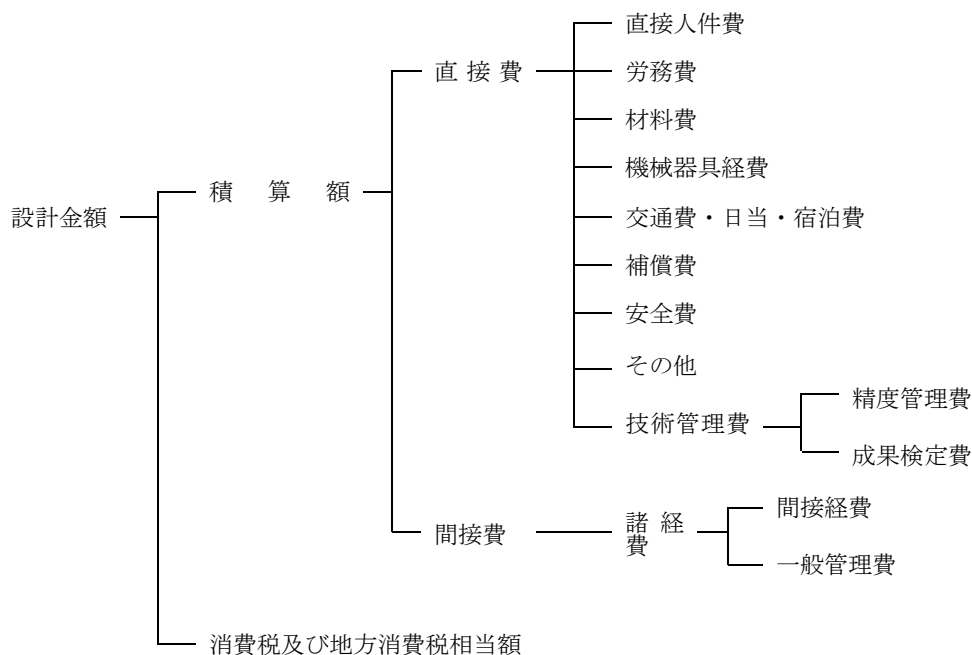 直接人件費
直 接 費
労務費
材料費
機械器具経費
積 算 額
設計金額
交通費・日当・宿泊費
補償費
安全費
その他
精度管理費
技術管理費
成果検定費
間接経費
間接費
諸 経
費
一般管理費
消費税及び地方消費税相当額